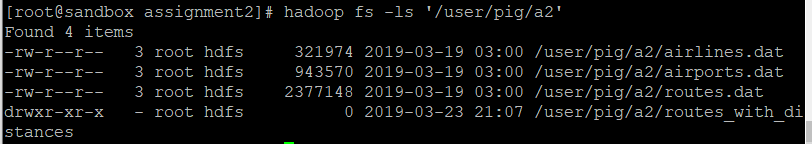 [root@sandbox assignment2]# hadoop fs -ls '/user/pig/a2'
Found 4 items
-rw-r--r--   3 root hdfs     321974 2019-03-19 03:00 /user/pig/a2/airlines.dat
-rw-r--r--   3 root hdfs     943570 2019-03-19 03:00 /user/pig/a2/airports.dat
-rw-r--r--   3 root hdfs    2377148 2019-03-19 03:00 /user/pig/a2/routes.dat
drwxr-xr-x   - root hdfs          0 2019-03-23 21:07 /user/pig/a2/routes_with_di
stances